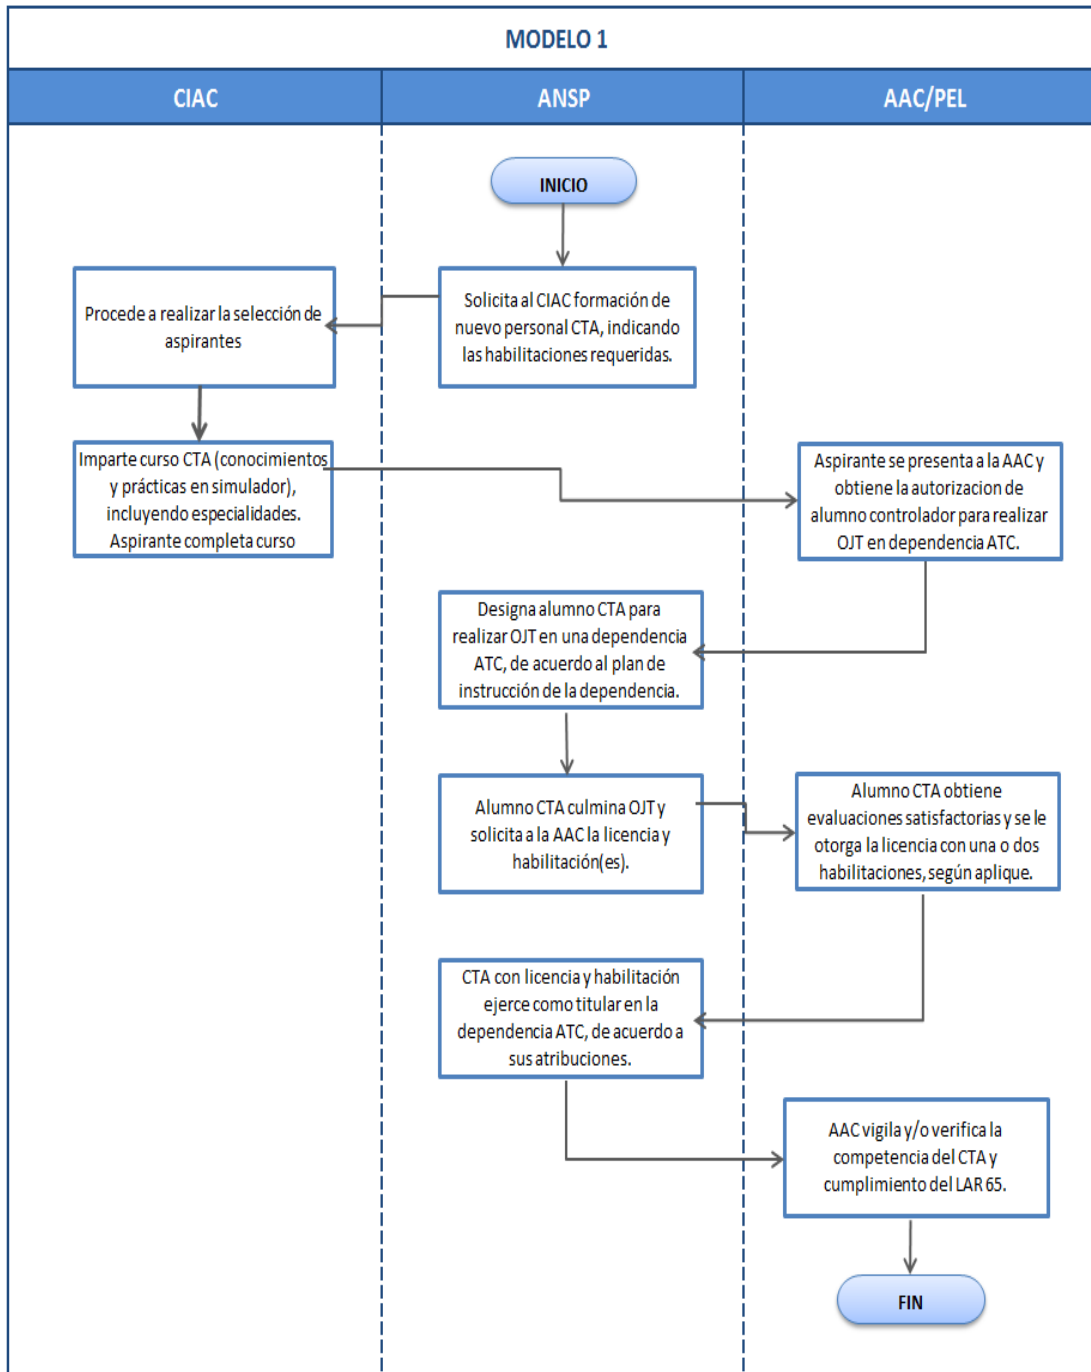 MODELO 1
CIAC
ANSP
AAC/PEL
INICIO
Solicita al CIAC formación de
nuevo personal CTA, indicando
las habilitaciones requeridas.
Procede a realizar la selección de
aspirantes
Imparte curso CTA (conocimientos
y prácticas en simulador),
incluyendo especialidades.
Aspirante completa curso
Aspirante se presenta a la AAC y
obtiene la autorizacion de
alumno controlador para realizar
OJT en dependencia ATC.
Designa alumno CTA para
realizar OJT en una dependencia
ATC, de acuerdo al plan de
instrucción de la dependencia.
Alumno CTA culmina OJT y
solicita a la AAC la licencia y
habilitación(es).
Alumno CTA obtiene
evaluaciones satisfactorias y se le
otorga la licencia con una o dos
habilitaciones, según aplique.
CTA con licencia y habilitación
ejerce como titular en la
dependencia ATC, de acuerdo a
sus atribuciones.
AAC vigila y/o verifica la
competencia del CTA y
cumplimiento del LAR 65.
FIN